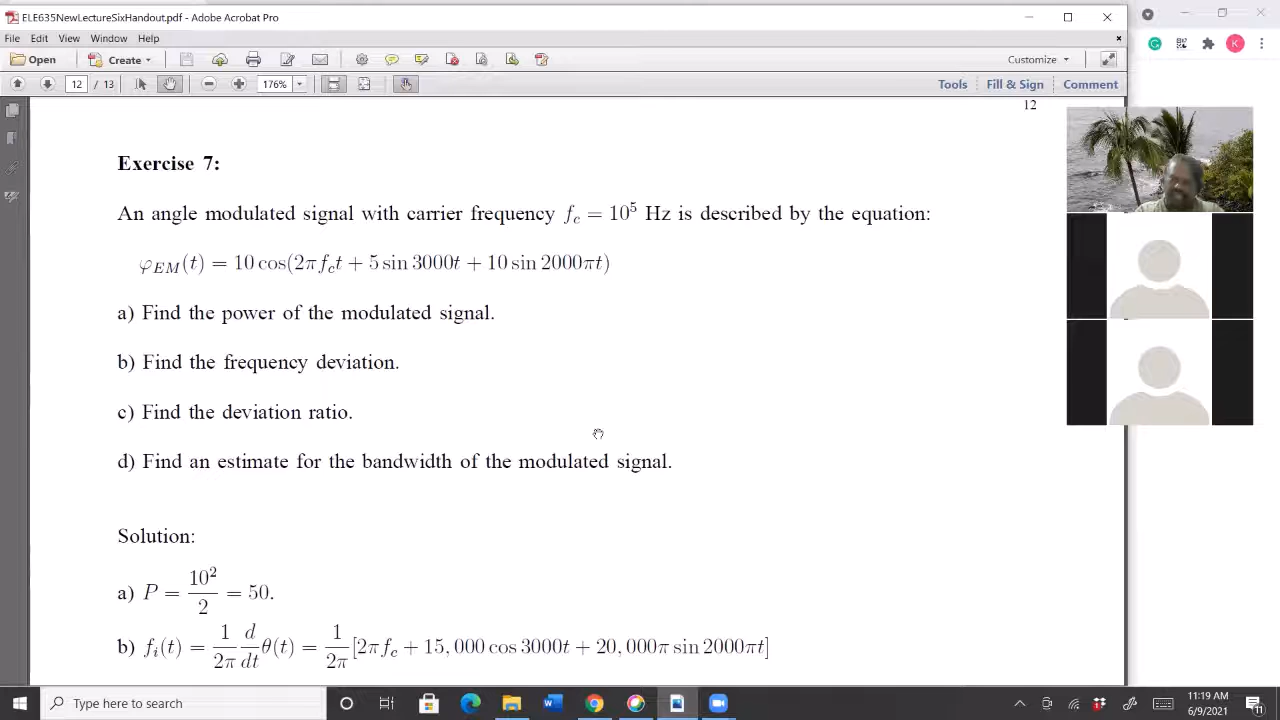 ELE635NewLectureSixHandout.pdf - Adobe Acrobat Pro
File Edit View Window Help
Open Create Customize
12 / 13 176% Tools Fill & Sign Comment
12
Exercise 7:
An angle modulated signal with carrier frequency f_c = 10^5 Hz is described by the equation:
φ_EM(t) = 10 cos(2πf_ct + 5 sin 3000t + 10 sin 2000πt)
a) Find the power of the modulated signal.
b) Find the frequency deviation.
c) Find the deviation ratio.
d) Find an estimate for the bandwidth of the modulated signal.
Solution:
a) P = 10^2/2 = 50.
b) f_i(t) = 1/2π d/dt θ(t) = 1/2π [2πf_c + 15,000 cos 3000t + 20,000π sin 2000πt]
K
Type here to search
11:19 AM
6/9/2021
11